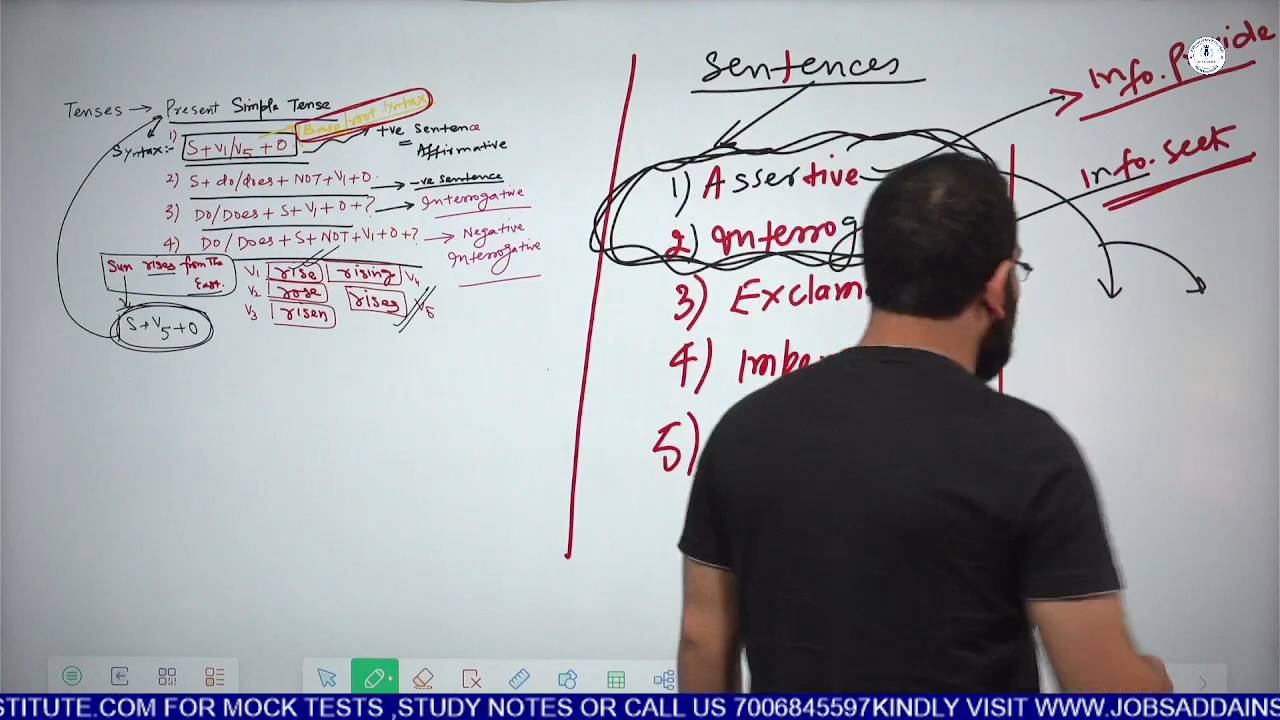 Tenses → Present Simple Tense
Base/root Syntax
Syntax:- 1) S+V1/V5+O
+ve Sentence
= Affirmative
2) S+do/does+NOT+V1+O → -ve sentence
3) Do/Does+S+V1+O+? → Interrogative
4) Do/Does+S+NOT+V1+O+? → Negative
Interrogative
Sun rises from the
East.
S+V5+O
V1 rise rising V4
V2 rose rises V5
V3 risen
Sentences
1) Assertive
2) Interrog
3) Exclam
4) Impe
5)
Info. Provide
Info. Seek
STITUTE.COM FOR MOCK TESTS ,STUDY NOTES OR CALL US 7006845597KINDLY VISIT WWW.JOBSADDAINS